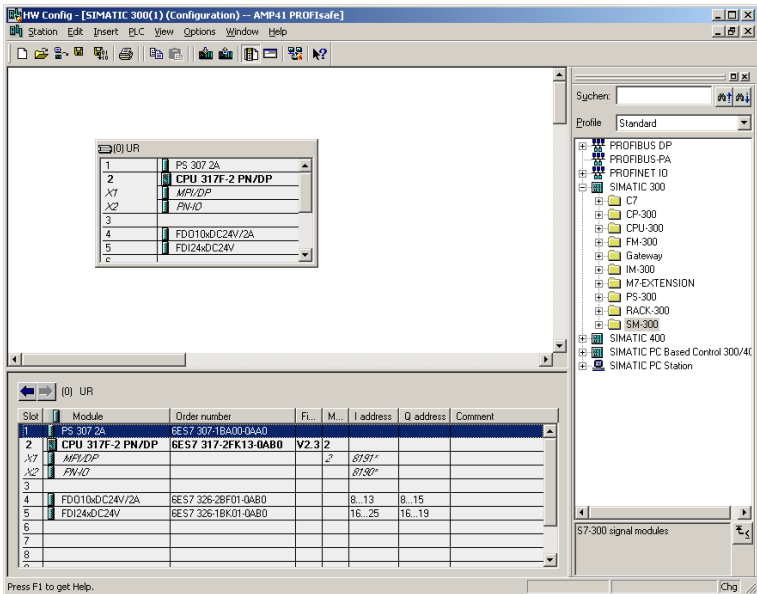 HW Config - [SIMATIC 300(1) (Configuration) -- AMP41 PROFIsafe]
Station Edit Insert PLC View Options Window Help
Suchen:
Profile Standard
PROFIBUS DP
PROFIBUS-PA
PROFINET IO
SIMATIC 300
C7
CP-300
CPU-300
FM-300
Gateway
IM-300
M7-EXTENSION
PS-300
RACK-300
SM-300
SIMATIC 400
SIMATIC PC Based Control 300/40
SIMATIC PC Station
S7-300 signal modules
(0) UR
1 PS 307 2A
2 CPU 317F-2 PN/DP
X1 MPI/DP
X2 PN-IO
3
4 FDO10xDC24V/2A
5 FDI24xDC24V
6
(0) UR
Slot Module Order number Fi... M... I address Q address Comment
1 PS 307 2A 6ES7 307-1BA00-0AA0
2 CPU 317F-2 PN/DP 6ES7 317-2FK13-0AB0 V2.3 2
X1 MPI/DP 2 8191*
X2 PN-IO 8190*
3
4 FDO10xDC24V/2A 6ES7 326-2BF01-0AB0 8...13 8...15
5 FDI24xDC24V 6ES7 326-1BK01-0AB0 16...25 16...19
6
7
8
Press F1 to get Help. Chg